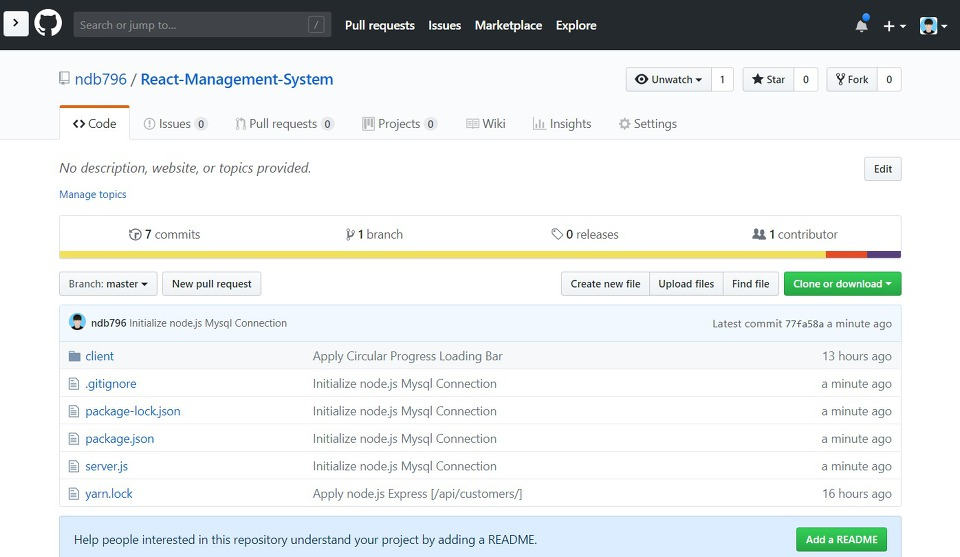 Search or jump to... /
Pull requests Issues Marketplace Explore
ndb796 / React-Management-System
Unwatch 1 Star 0 Fork 0
Code Issues 0 Pull requests 0 Projects 0 Wiki Insights Settings
No description, website, or topics provided.
Edit
Manage topics
7 commits 1 branch 0 releases 1 contributor
Branch: master New pull request Create new file Upload files Find file Clone or download
ndb796 Initialize node.js Mysql Connection Latest commit 77fa58a a minute ago
client Apply Circular Progress Loading Bar 13 hours ago
.gitignore Initialize node.js Mysql Connection a minute ago
package-lock.json Initialize node.js Mysql Connection a minute ago
package.json Initialize node.js Mysql Connection a minute ago
server.js Initialize node.js Mysql Connection a minute ago
yarn.lock Apply node.js Express [/api/customers/] 16 hours ago
Help people interested in this repository understand your project by adding a README. Add a README